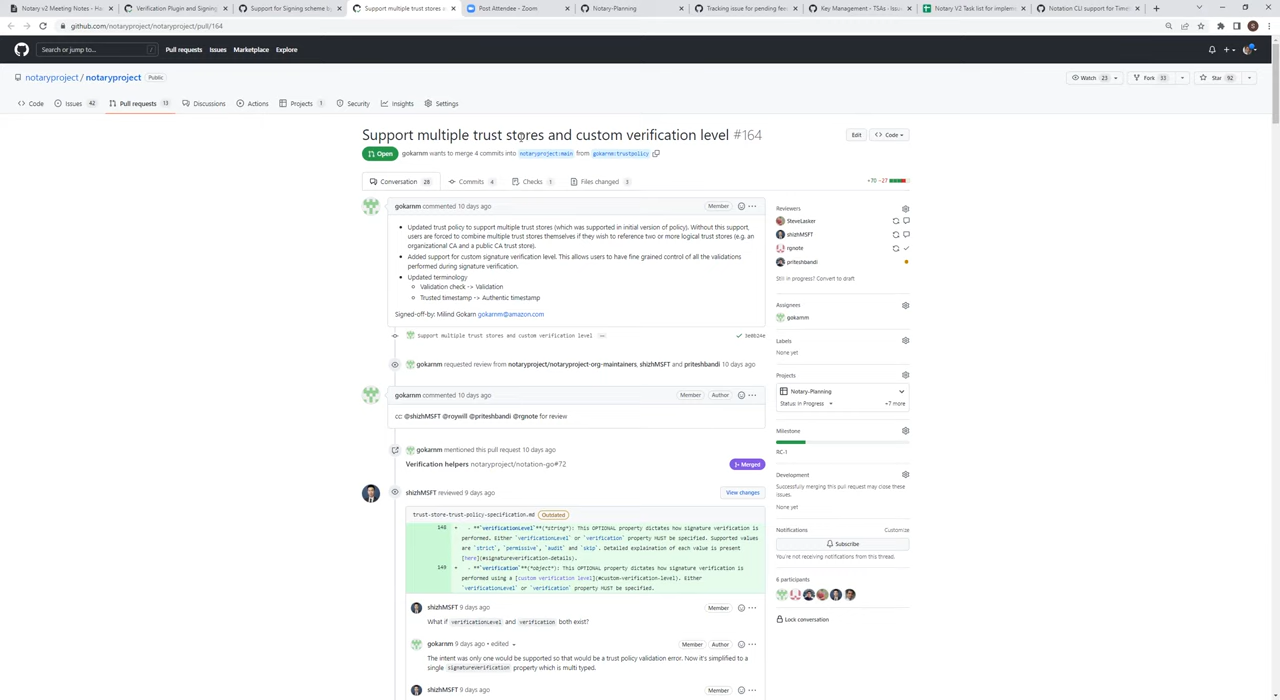 Notary v2 Meeting Notes - H
Verification Plugin and Signing
Support for Signing scheme b
Support multiple trust stores a
Post Attendee - Zoom
Notary-Planning
Tracking issue for pending fe
Key Management - TSAs - Issu
Notary V2 Task list for implem
Notation CLI support for Time
github.com/notaryproject/notaryproject/pull/164
Search or jump to...
/
Pull requests
Issues
Marketplace
Explore
notaryproject / notaryproject
Public
Watch 23
Fork 33
Star 92
Code
Issues 42
Pull requests 13
Discussions
Actions
Projects 1
Security
Insights
Settings
Support multiple trust stores and custom verification level #164
Edit
Code
Open
gokarnm wants to merge 4 commits into notaryproject:main from gokarnm:trustpolicy
Conversation 28
Commits 4
Checks 1
Files changed 3
+70 −27
gokarnm commented 10 days ago
Member
• Updated trust policy to support multiple trust stores (which was supported in initial version of policy). Without this support,
users are forced to combine multiple trust stores themselves if they wish to reference two or more logical trust stores (e.g. an
organizational CA and a public CA trust store).
• Added support for custom signature verification level. This allows users to have fine grained control of all the validations
performed during signature verification.
• Updated terminology
○ Validation check -> Validation
○ Trusted timestamp -> Authentic timestamp
Signed-off-by: Milind Gokarn gokarnm@amazon.com
Support multiple trust stores and custom verification level ...
gokarnm requested review from notaryproject/notaryproject-org-maintainers, shizhMSFT and priteshbandi 10 days ago
gokarnm commented 10 days ago
Member
Author
cc: @shizhMSFT @roywill @priteshbandi @rgnote for review
gokarnm mentioned this pull request 10 days ago
Verification helpers notaryproject/notation-go#72
Merged
shizhMSFT reviewed 9 days ago
View changes
trust-store-trust-policy-specification.md
Outdated
148 + - **`verificationLevel`**(*string*): This OPTIONAL property dictates how signature verification is
performed. Either `verificationLevel` or `verification` property MUST be specified. Supported values
are `strict`, `permissive`, `audit` and `skip`. Detailed explaination of each value is present
[here](#signatureverification-details).
149 + - **`verification`**(*object*): This OPTIONAL property dictates how signature verification is
performed using a [custom verification level](#custom-verification-level). Either
`verificationLevel` or `verification` property MUST be specified.
shizhMSFT 9 days ago
Member
What if verificationLevel and verification both exist?
gokarnm 9 days ago • edited
Member
Author
The intent was only one would be supported so that would be a trust policy validation error. Now it's simplified to a
single signatureVerification property which is multi typed.
shizhMSFT 9 days ago
Member
Reviewers
SteveLasker
shizhMSFT
rgnote
priteshbandi
Still in progress? Convert to draft
Assignees
gokarnm
Labels
None yet
Projects
Notary-Planning
Status: In Progress
+7 more
Milestone
RC-1
Development
Successfully merging this pull request may close these
issues.
None yet
Notifications
Customize
Subscribe
You're not receiving notifications from this thread.
6 participants
Lock conversation